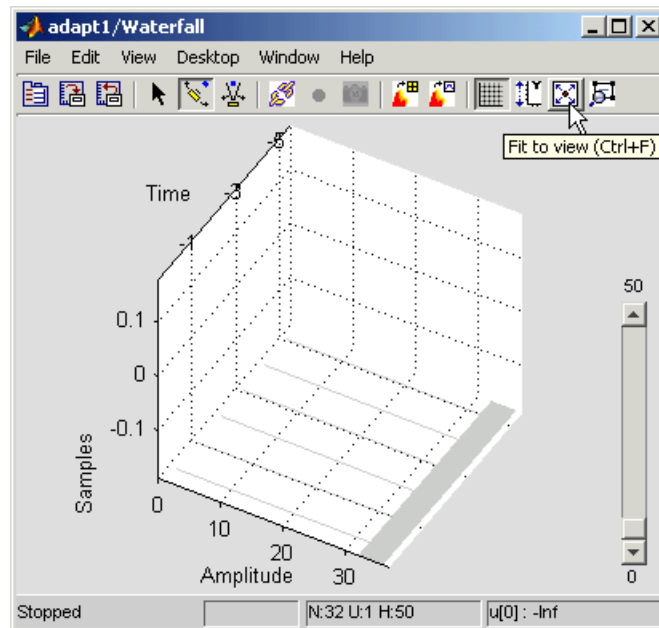 adapt1/Waterfall
File Edit View Desktop Window Help
Fit to view (Ctrl+F)
-5
Time -3
-1
50
0.1
0
-0.1
Samples
0
10
20
30
Amplitude
0
Stopped N:32 U:1 H:50 u[0] : -Inf